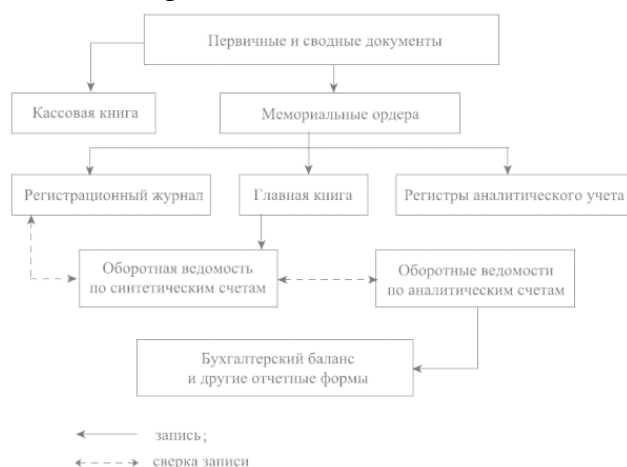 Первичные и сводные документы
Кассовая книга
Мемориальные ордера
Регистрационный журнал
Главная книга
Регистры аналитического учета
Оборотная ведомость
по синтетическим счетам
Оборотные ведомости
по аналитическим счетам
Бухгалтерский баланс
и другие отчетные формы
запись;
сверка записи